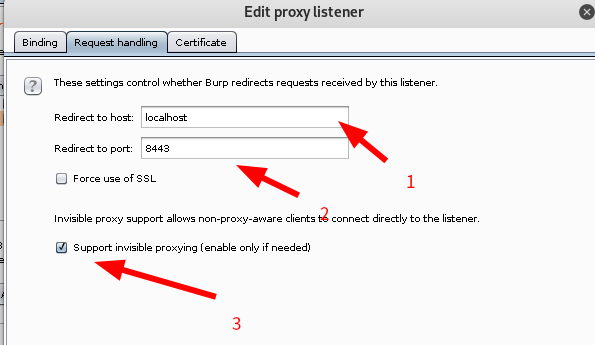 Edit proxy listener
Binding Request handling Certificate
? These settings control whether Burp redirects requests received by this listener.
Redirect to host: localhost
1
Redirect to port: 8443
2
Force use of SSL
Invisible proxy support allows non-proxy-aware clients to connect directly to the listener.
Support invisible proxying (enable only if needed)
3